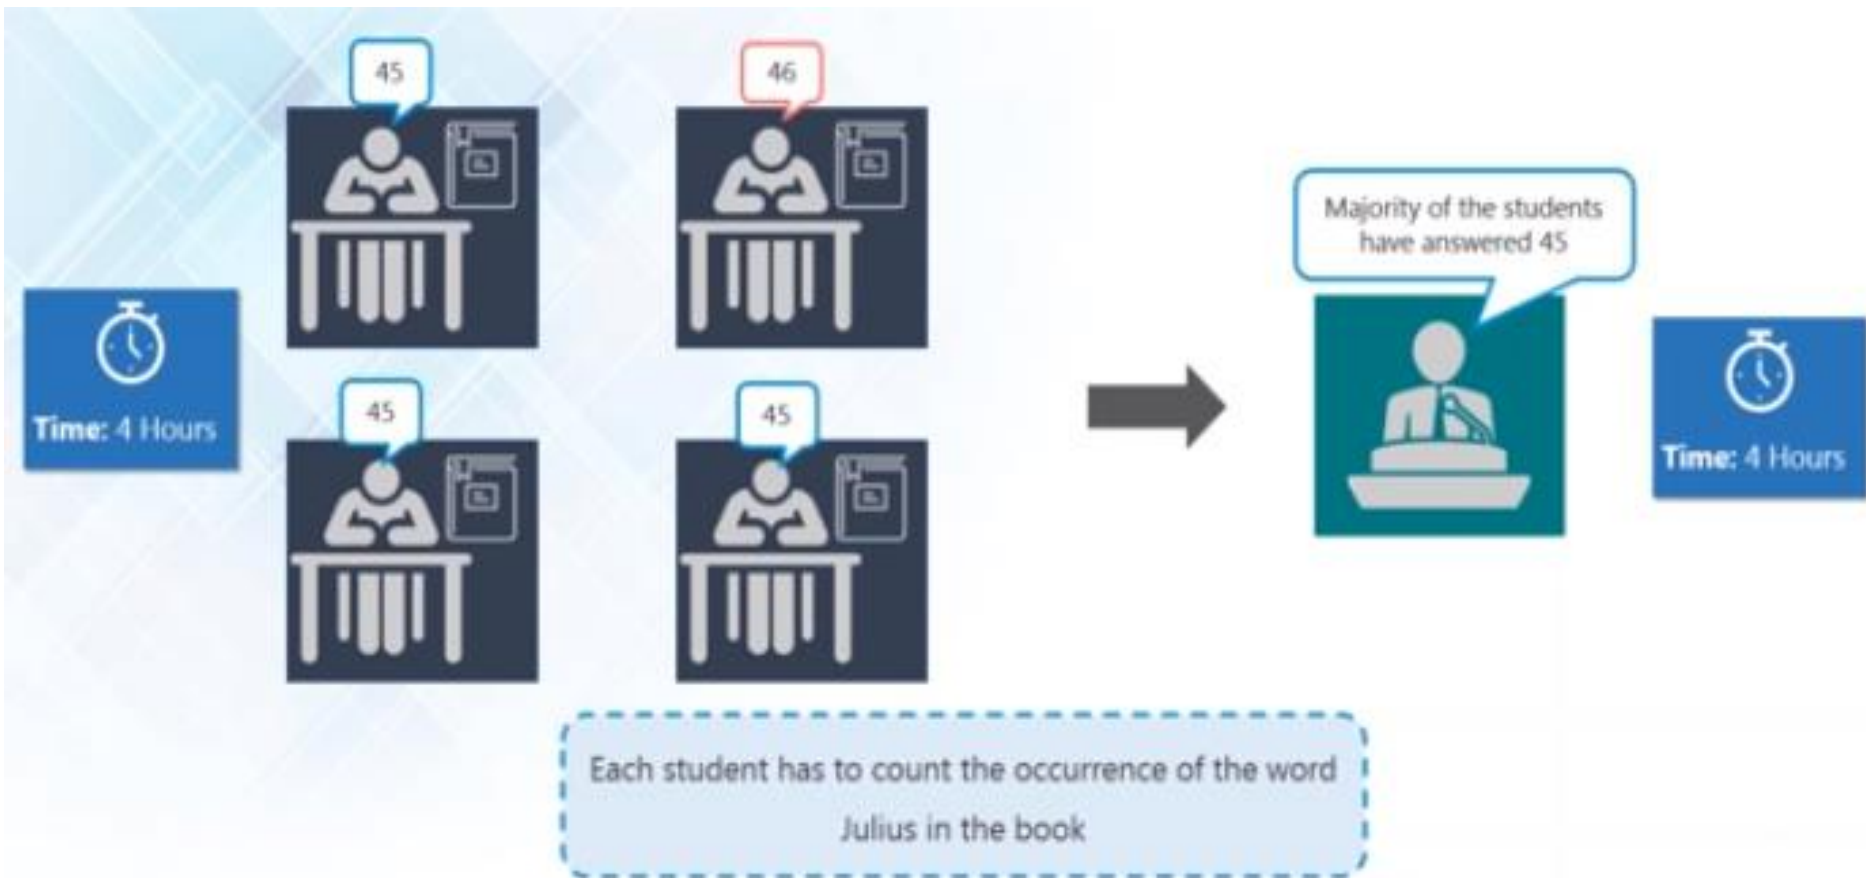 45
46
Majority of the students
have answered 45
Time: 4 Hours
45
45
Time: 4 Hours
Each student has to count the occurrence of the word
Julius in the book